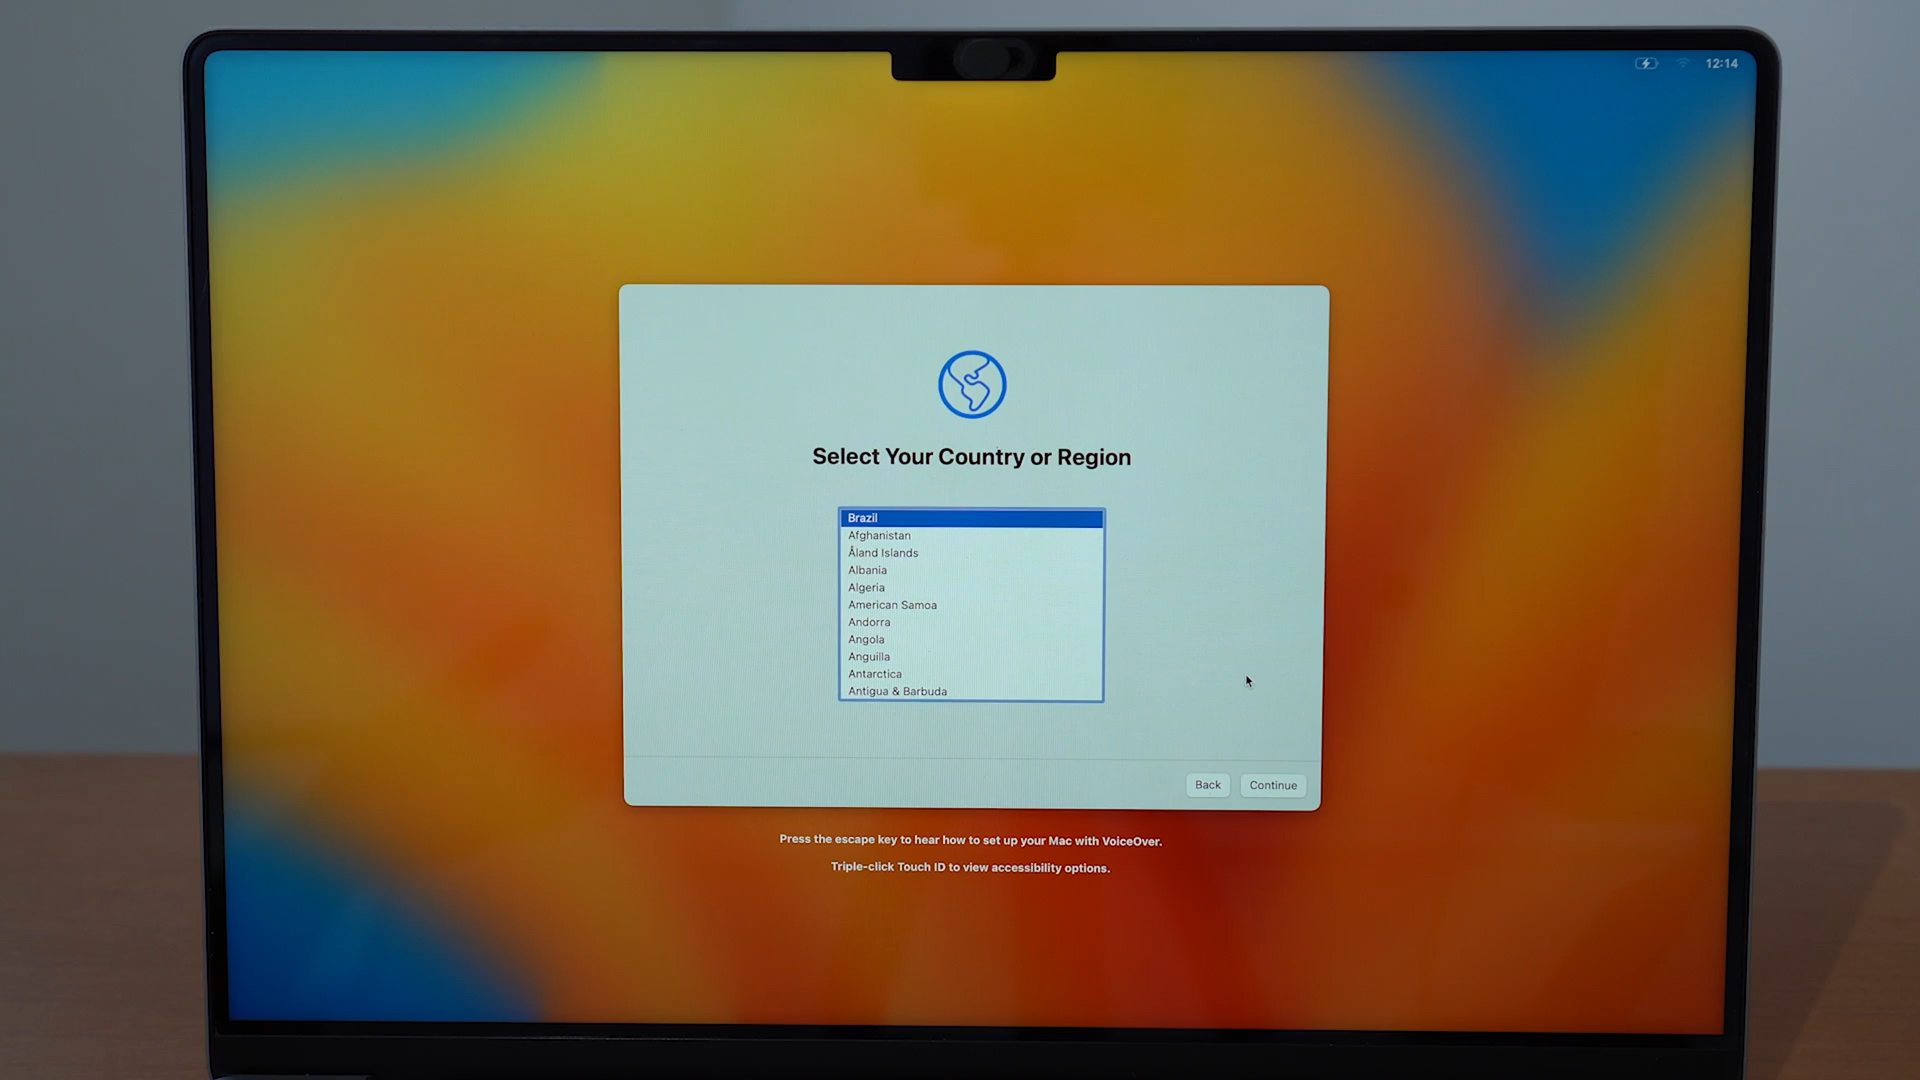 12:14
Select Your Country or Region
Brazil
Afghanistan
Åland Islands
Albania
Algeria
American Samoa
Andorra
Angola
Anguilla
Antarctica
Antigua & Barbuda
Back
Continue
Press the escape key to hear how to set up your Mac with VoiceOver.
Triple-click Touch ID to view accessibility options.